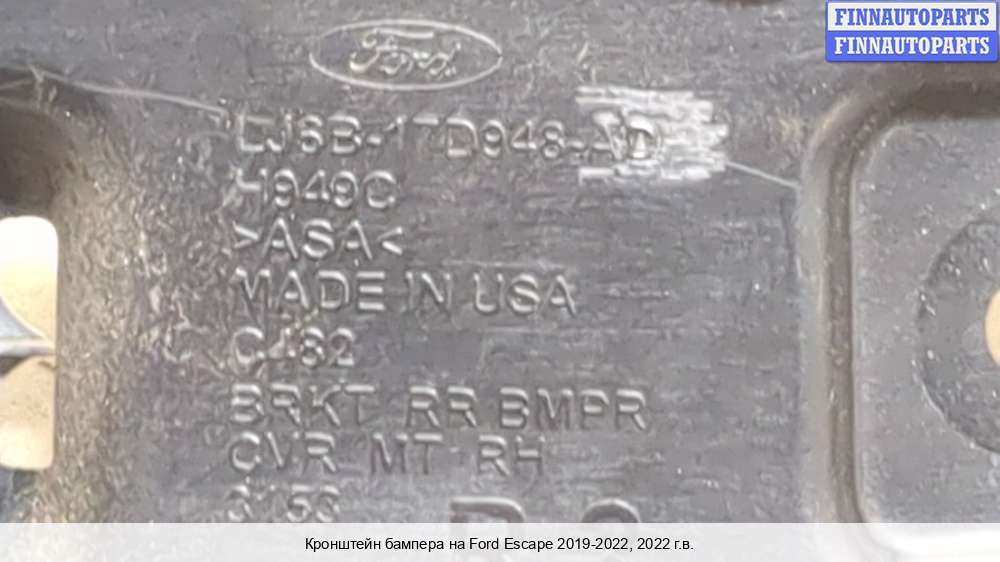 FINNAUTOPARTS
FINNAUTOPARTS
Ford
LJ6B-17D948-AD
H949C
>ASA<
MADE IN USA
C482
BRKT RR BMPR
CVR MT RH
Кронштейн бампера на Ford Escape 2019-2022, 2022 г.в.